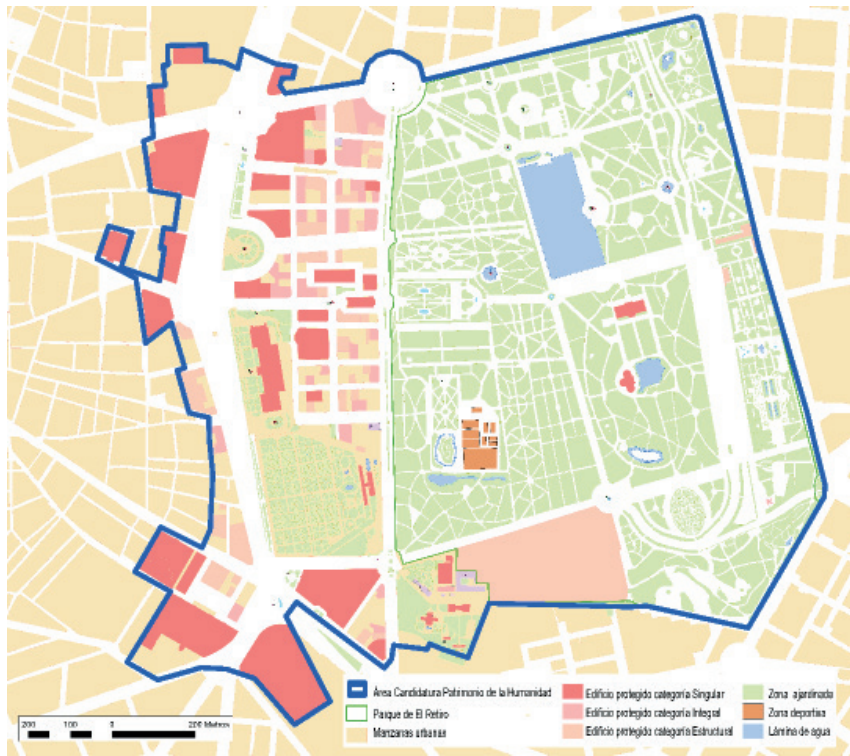 200 100 0 200 Metros
Área Candidatura Patrimonio de la Humanidad
Parque de El Retiro
Manzanas urbanas
Edificio protegido categoría Singular
Edificio protegido categoría Integral
Edificio protegido categoría Estructural
Zona ajardinada
Zona deportiva
Lámina de agua